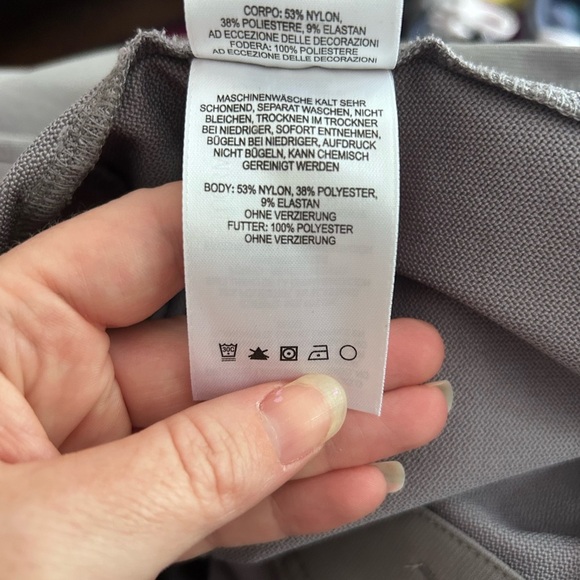 CORPO: 53% NYLON,
38% POLIESTERE, 9% ELASTAN
AD ECCEZIONE DELLE DECORAZIONI
FODERA: 100% POLIESTERE
AD ECCEZIONE DELLE DECORAZIONI
MASCHINENWÄSCHE KALT SEHR
SCHONEND, SEPARAT WASCHEN, NICHT
BLEICHEN, TROCKNEN IM TROCKNER
BEI NIEDRIGER, SOFORT ENTNEHMEN,
BÜGELN BEI NIEDRIGER, AUFDRUCK
NICHT BÜGELN, KANN CHEMISCH
GEREINIGT WERDEN
BODY: 53% NYLON, 38% POLYESTER,
9% ELASTAN
OHNE VERZIERUNG
FUTTER: 100% POLYESTER
OHNE VERZIERUNG
30C